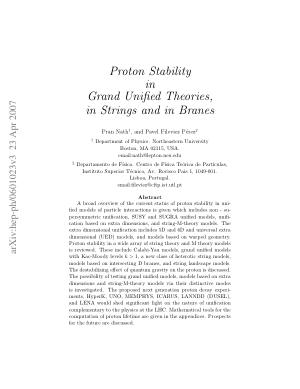 arXiv:hep-ph/0601023v3 23 Apr 2007
Proton Stability
in
Grand Unified Theories,
in Strings and in Branes
Pran Nath¹, and Pavel Fileviez Pérez²
¹ Department of Physics. Northeastern University
Boston, MA 02115, USA.
email:nath@lepton.neu.edu
² Departamento de Física. Centro de Física Teórica de Partículas,
Instituto Superior Técnico, Av. Rovisco Pais 1, 1049-001.
Lisboa, Portugal.
email:fileviez@cftp.ist.utl.pt
Abstract
A broad overview of the current status of proton stability in uni-
fied models of particle interactions is given which includes non - su-
persymmetric unification, SUSY and SUGRA unified models, unifi-
cation based on extra dimensions, and string-M-theory models. The
extra dimensional unification includes 5D and 6D and universal extra
dimensional (UED) models, and models based on warped geometry.
Proton stability in a wide array of string theory and M theory models
is reviewed. These include Calabi-Yau models, grand unified models
with Kac-Moody levels k > 1, a new class of heterotic string models,
models based on intersecting D branes, and string landscape models.
The destabilizing effect of quantum gravity on the proton is discussed.
The possibility of testing grand unified models, models based on extra
dimensions and string-M-theory models via their distinctive modes
is investigated. The proposed next generation proton decay experi-
ments, HyperK, UNO, MEMPHYS, ICARUS, LANNDD (DUSEL),
and LENA would shed significant light on the nature of unification
complementary to the physics at the LHC. Mathematical tools for the
computation of proton lifetime are given in the appendices. Prospects
for the future are discussed.